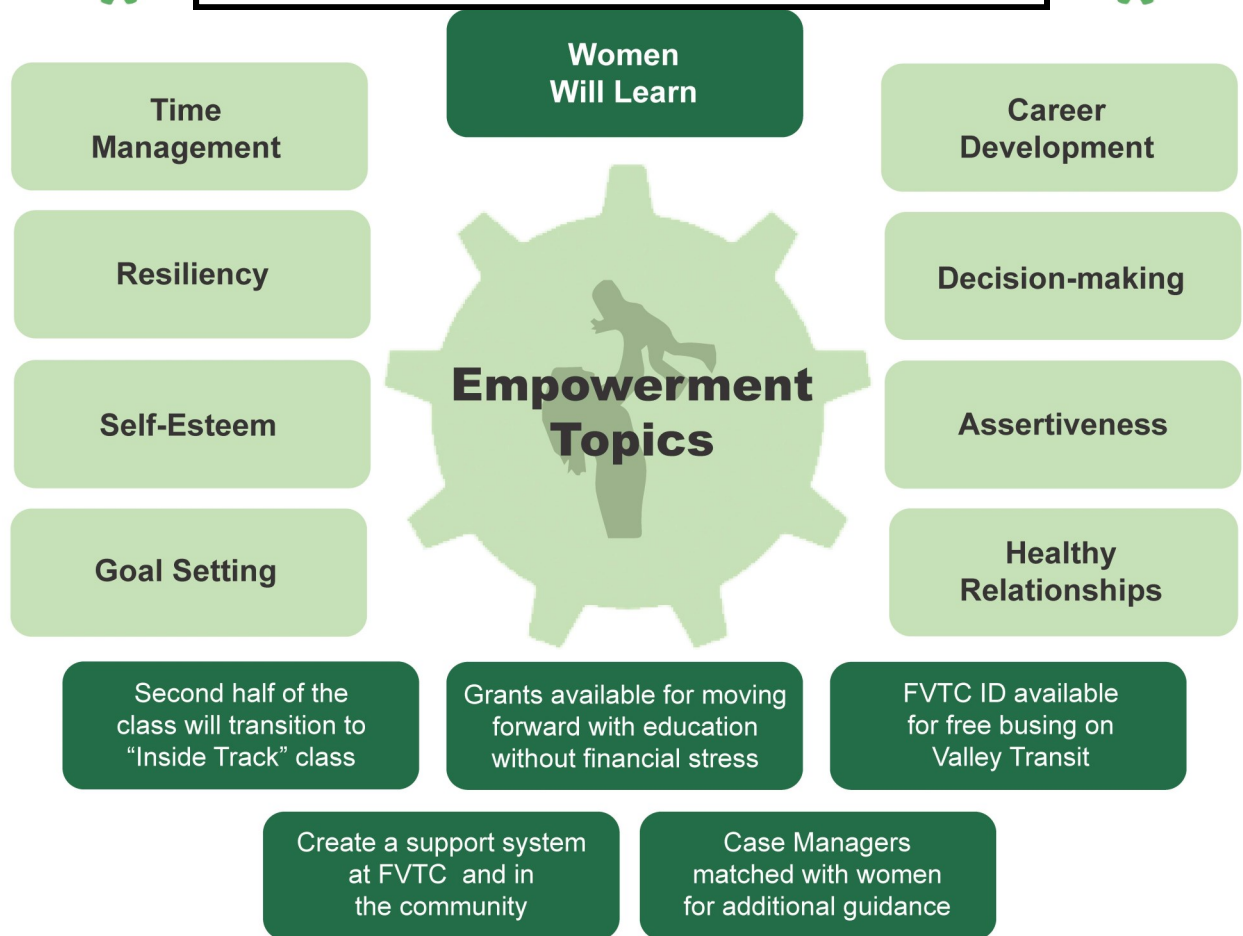 Women
Will Learn
Time
Management
Resiliency
Self-Esteem
Goal Setting
Empowerment
Topics
Career
Development
Decision-making
Assertiveness
Healthy
Relationships
Second half of the
class will transition to
“Inside Track” class
Grants available for moving
forward with education
without financial stress
FVTC ID available
for free busing on
Valley Transit
Create a support system
at FVTC and in
the community
Case Managers
matched with women
for additional guidance